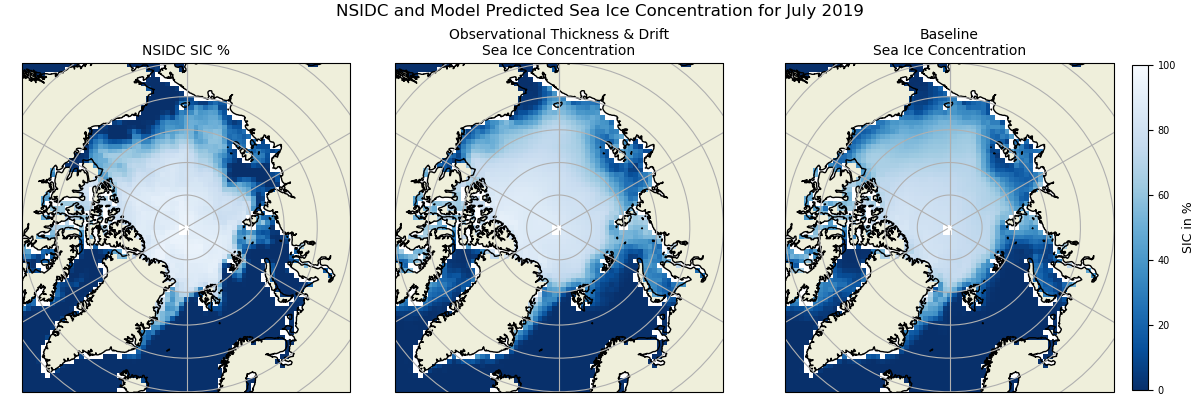 NSIDC and Model Predicted Sea Ice Concentration for July 2019
NSIDC SIC %
Observational Thickness & Drift
Sea Ice Concentration
Baseline
Sea Ice Concentration
100
80
60
40
20
0
SIC in %